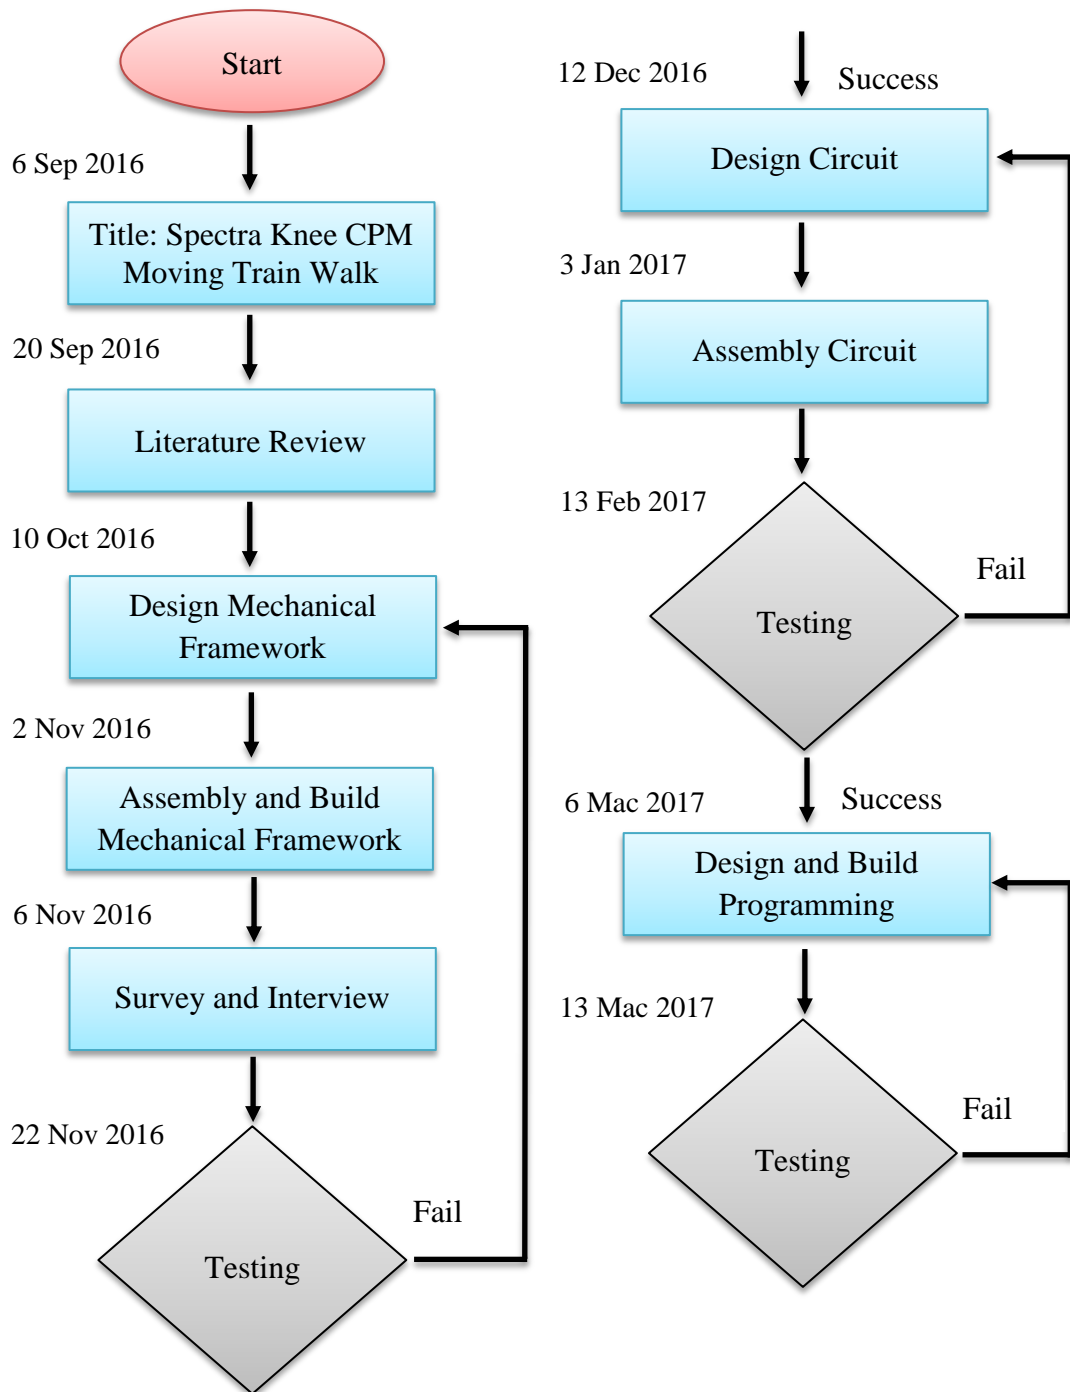 Start
6 Sep 2016
Title: Spectra Knee CPM
Moving Train Walk
20 Sep 2016
Literature Review
10 Oct 2016
Design Mechanical
Framework
2 Nov 2016
Assembly and Build
Mechanical Framework
6 Nov 2016
Survey and Interview
22 Nov 2016
Fail
Testing
12 Dec 2016
Success
Design Circuit
3 Jan 2017
Assembly Circuit
13 Feb 2017
Fail
Testing
6 Mac 2017
Success
Design and Build
Programming
13 Mac 2017
Fail
Testing